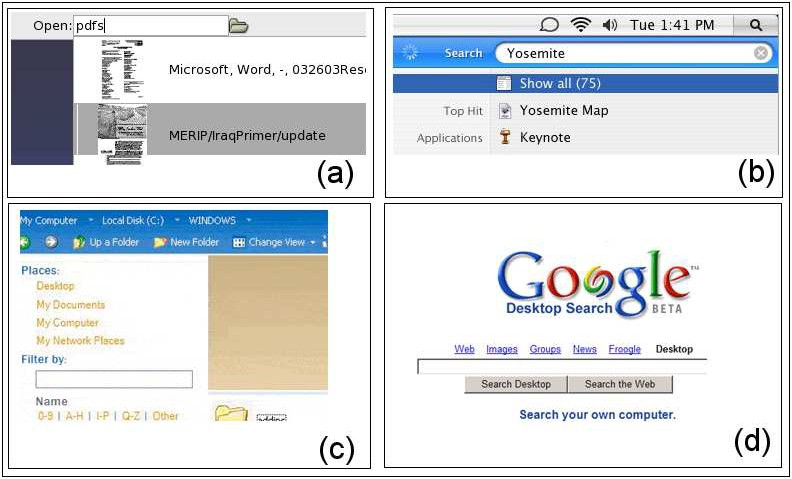 Open: pdfs
Microsoft, Word, -, 032603Rese
MERIP/IraqPrimer/update
(a)
Tue 1:41 PM
Search Yosemite
Show all (75)
Top Hit Yosemite Map
Applications Keynote
(b)
My Computer Local Disk (C:) WINDOWS
Up a Folder New Folder Change View
Places:
Desktop
My Documents
My Computer
My Network Places
Filter by:
Name
0-9 | A-H | I-P | Q-Z | Other
(c)
Google™
Desktop Search BETA
Web Images Groups News Froogle Desktop
Search Desktop Search the Web
Search your own computer.
(d)